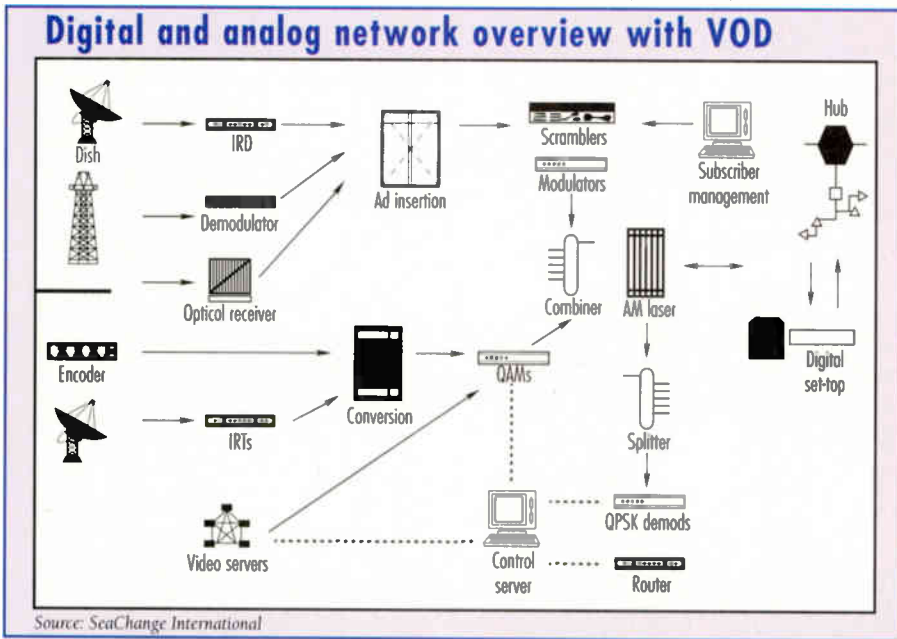 Digital and analog network overview with VOD
Dish
IRD
Demodulator
Optical receiver
Ad insertion
Scramblers
Modulators
Subscriber
management
Hub
Combiner
AM laser
Encoder
Conversion
QAMs
Digital
set-top
IRTs
Splitter
Video servers
Control
server
QPSK demods
Router
Source: SeaChange International